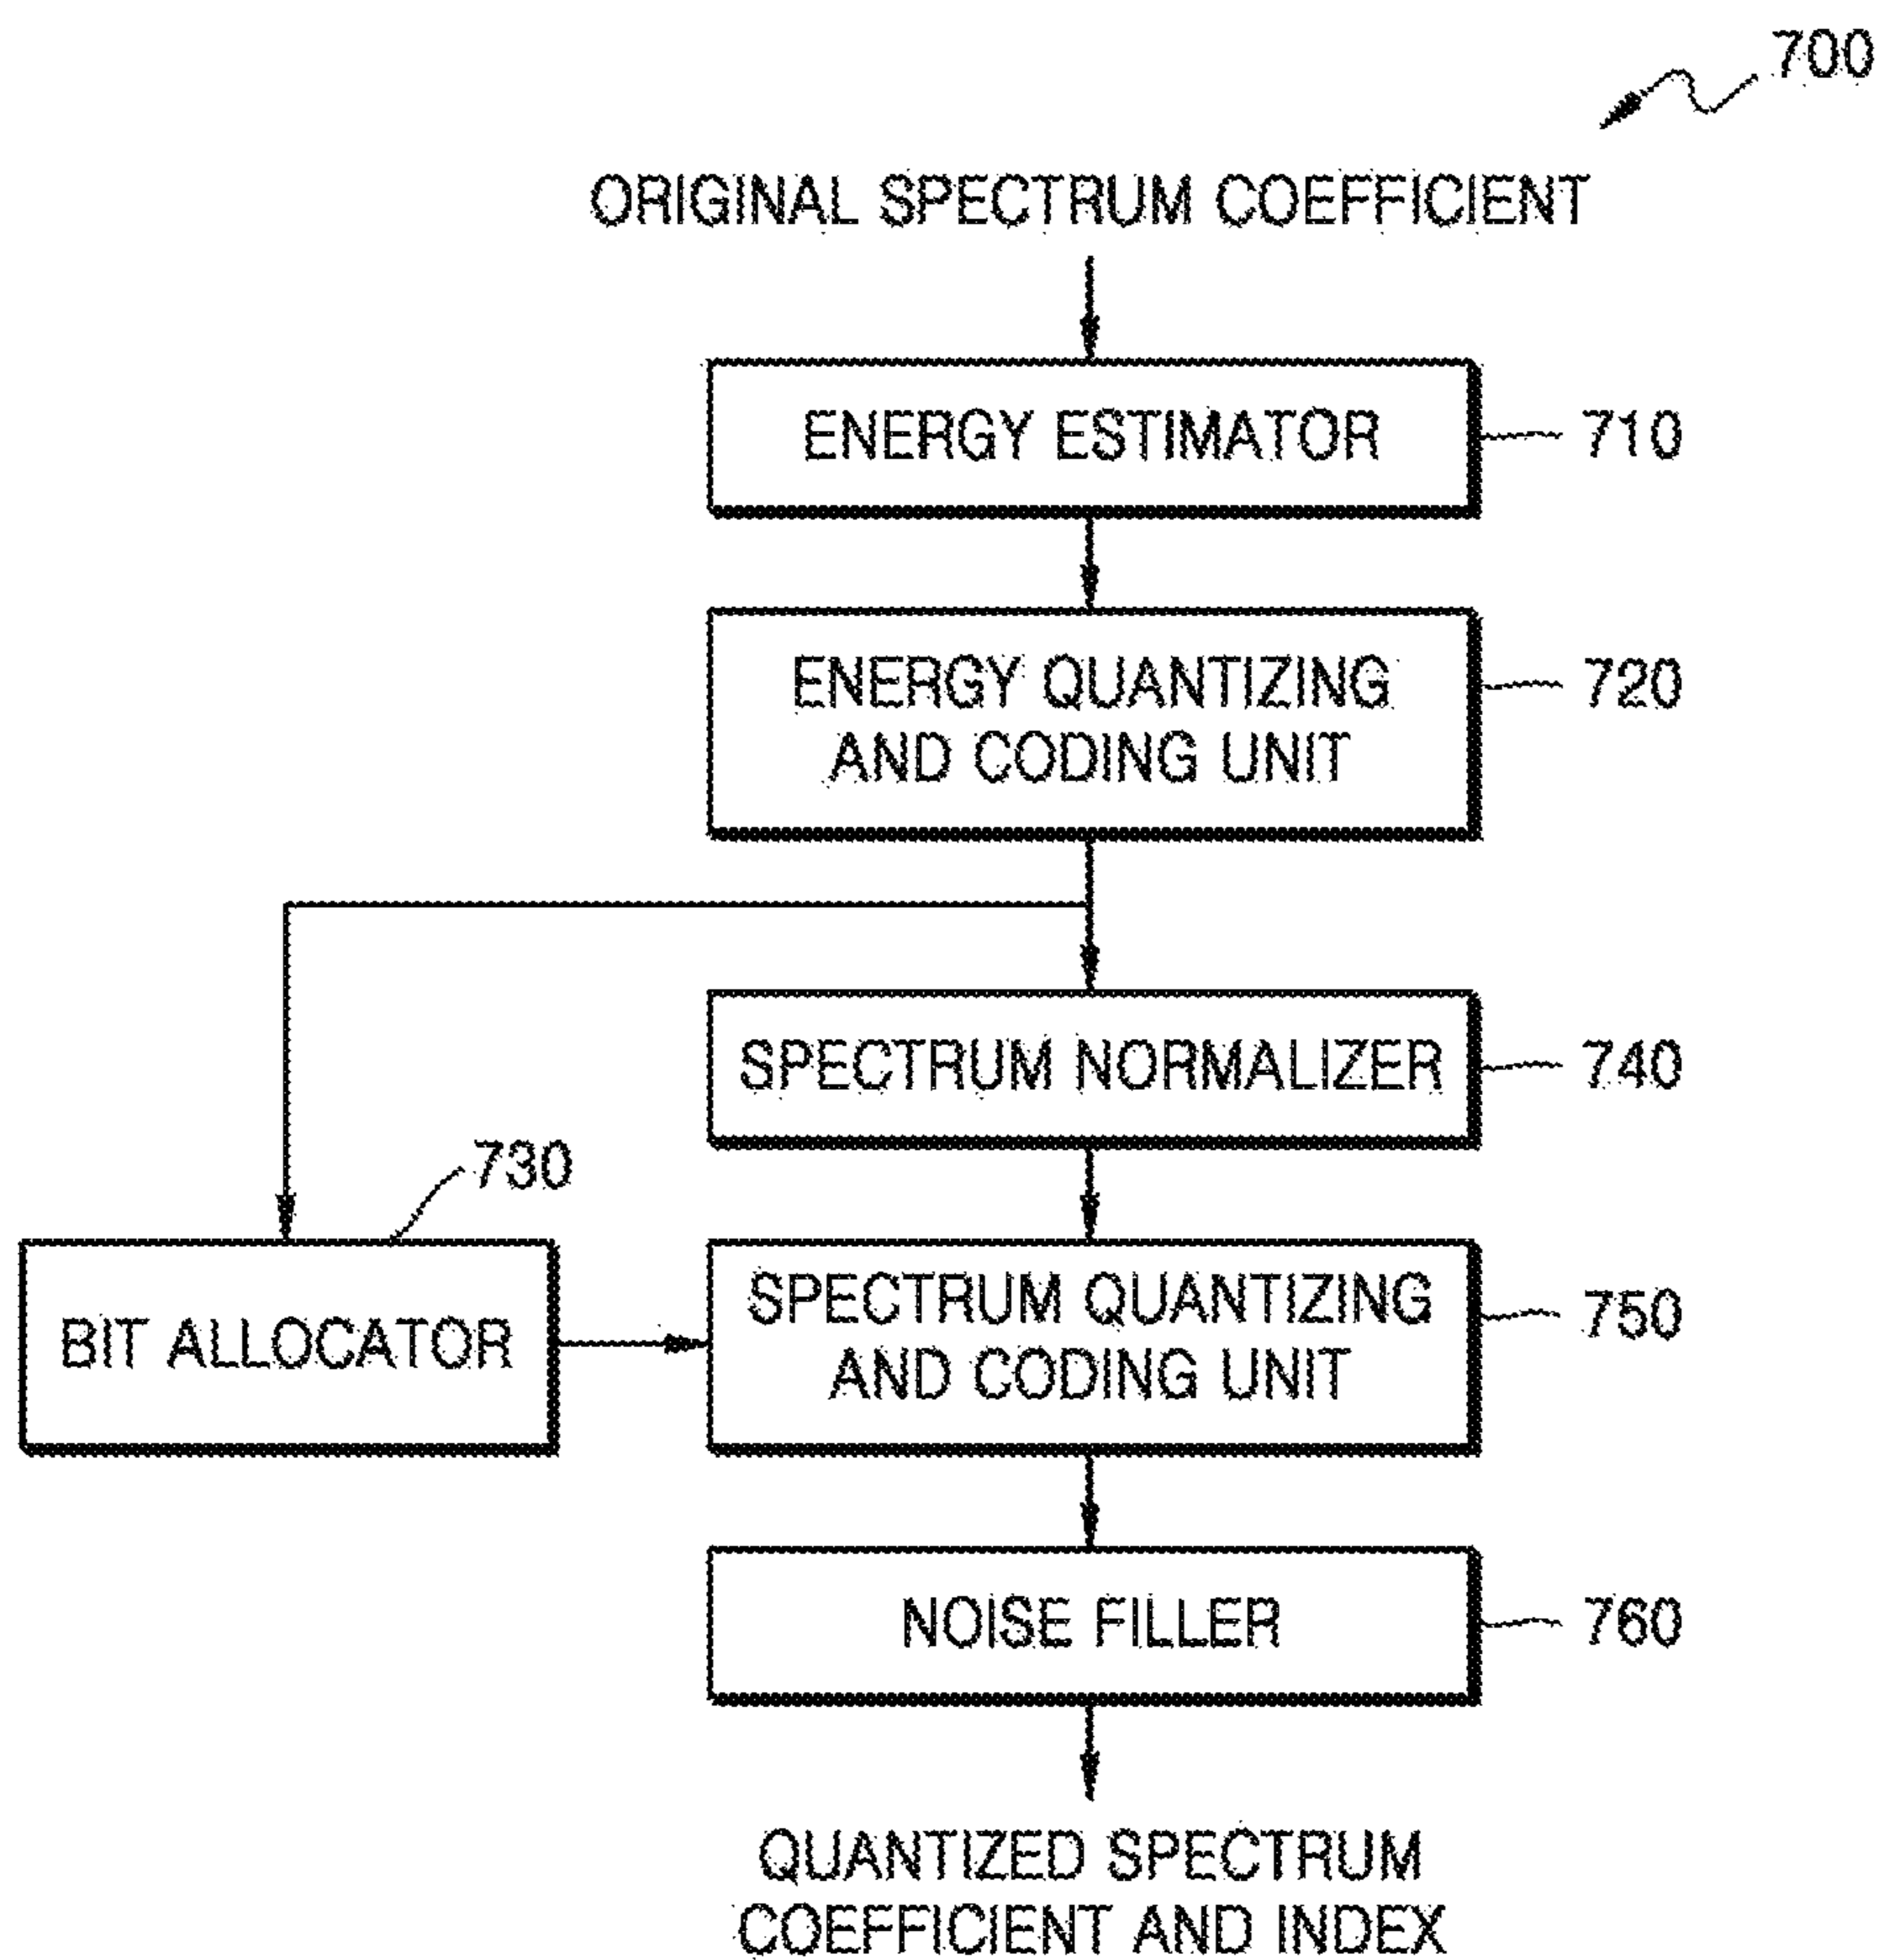 700
ORIGINAL SPECTRUM COEFFICIENT
ENERGY ESTIMATOR
710
ENERGY QUANTIZING
AND CODING UNIT
720
SPECTRUM NORMALIZER
740
730
BIT ALLOCATOR
SPECTRUM QUANTIZING
AND CODING UNIT
750
NOISE FILLER
760
QUANTIZED SPECTRUM
COEFFICIENT AND INDEX